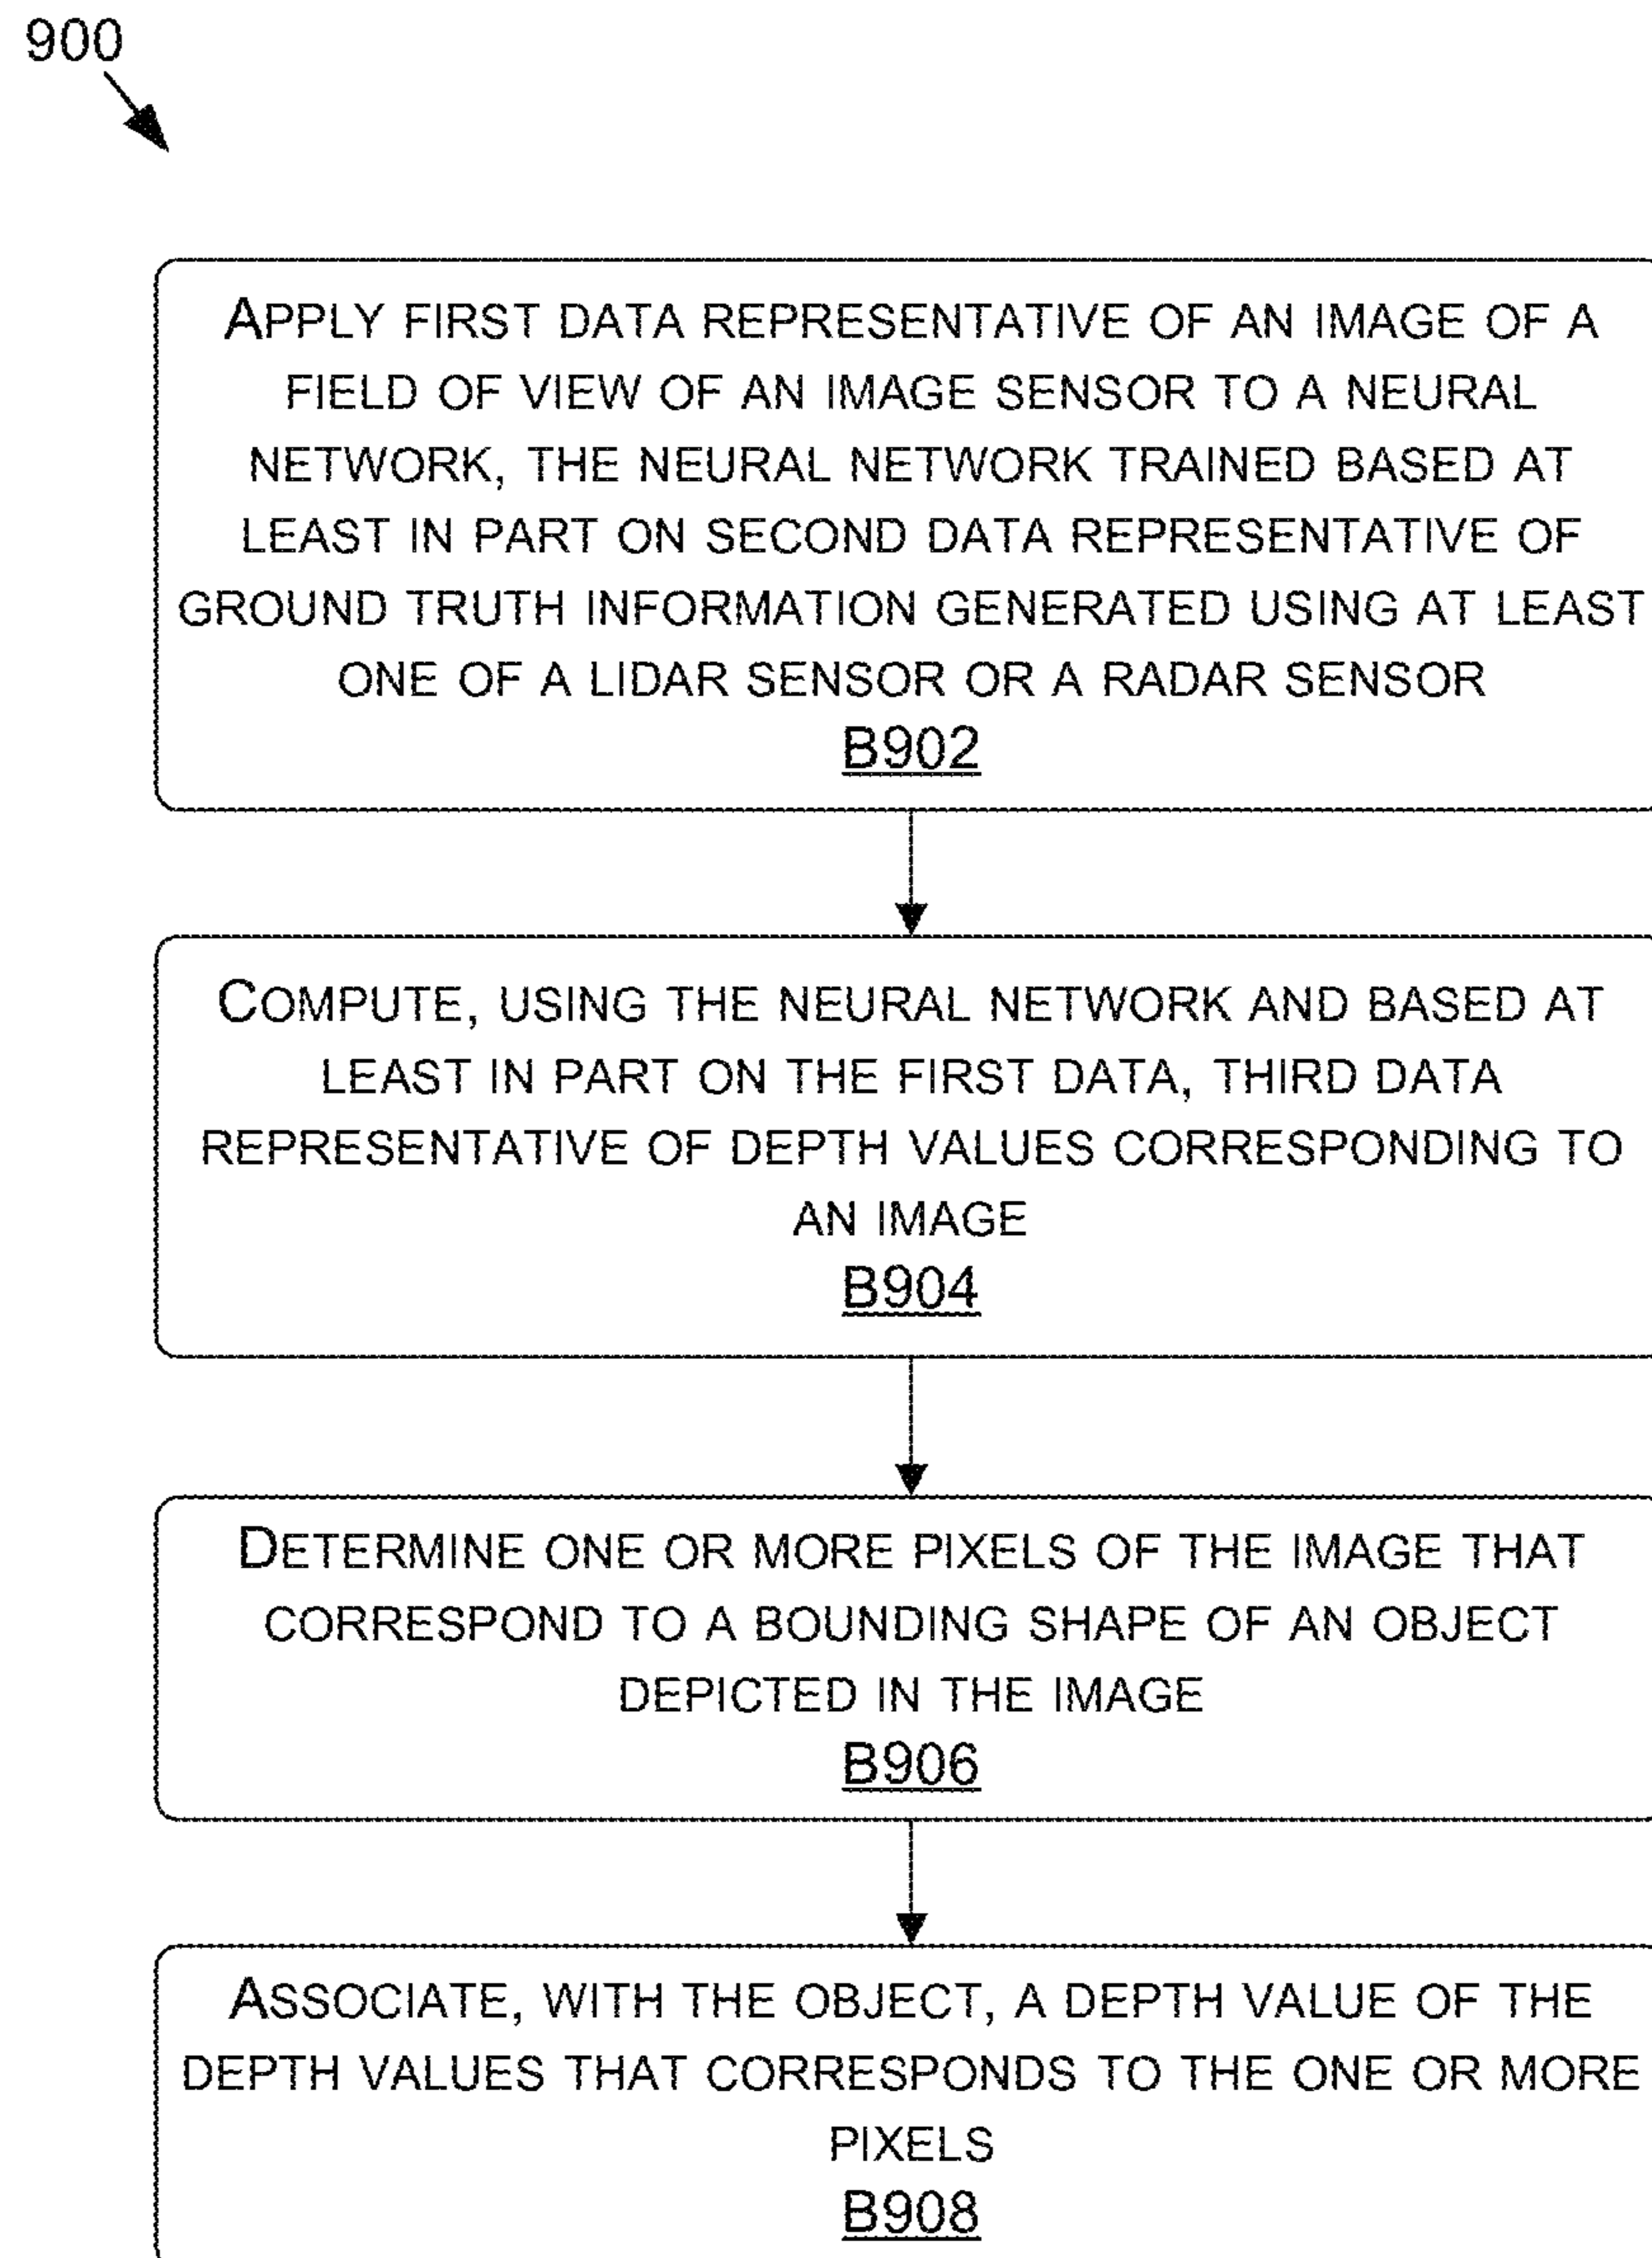 900
APPLY FIRST DATA REPRESENTATIVE OF AN IMAGE OF A
FIELD OF VIEW OF AN IMAGE SENSOR TO A NEURAL
NETWORK, THE NEURAL NETWORK TRAINED BASED AT
LEAST IN PART ON SECOND DATA REPRESENTATIVE OF
GROUND TRUTH INFORMATION GENERATED USING AT LEAST
ONE OF A LIDAR SENSOR OR A RADAR SENSOR
B902
COMPUTE, USING THE NEURAL NETWORK AND BASED AT
LEAST IN PART ON THE FIRST DATA, THIRD DATA
REPRESENTATIVE OF DEPTH VALUES CORRESPONDING TO
AN IMAGE
B904
DETERMINE ONE OR MORE PIXELS OF THE IMAGE THAT
CORRESPOND TO A BOUNDING SHAPE OF AN OBJECT
DEPICTED IN THE IMAGE
B906
ASSOCIATE, WITH THE OBJECT, A DEPTH VALUE OF THE
DEPTH VALUES THAT CORRESPONDS TO THE ONE OR MORE
PIXELS
B908